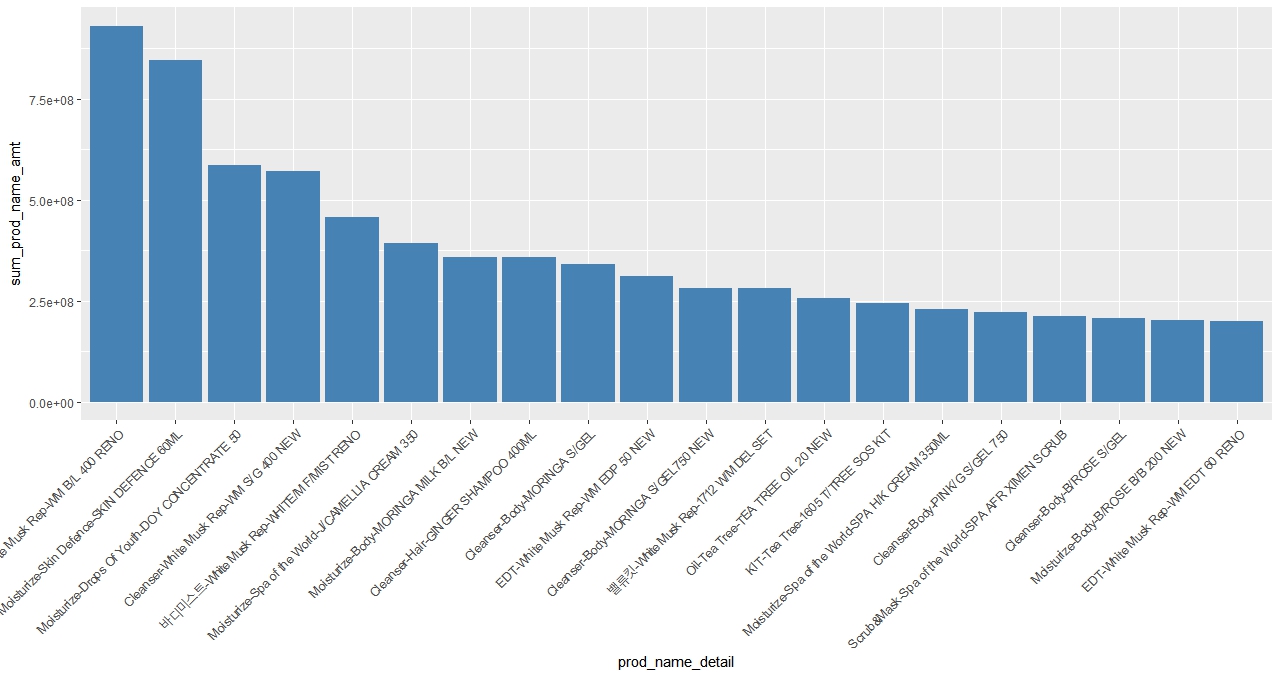 sum_prod_name_amt
7.5e+08
5.0e+08
2.5e+08
0.0e+00
Musk Rep-WM B/L 400 RENO
Moisturize-Skin Defence-SKIN DEFENCE 60ML
Moisturize-Drops Of Youth-DOY CONCENTRATE 50
Cleanser-White Musk Rep-WM S/G 400 NEW
바디미스트-White Musk Rep-WHITE/M F/MIST RENO
Moisturize-Spa of the World-J/CAMELLIA CREAM 350
Moisturize-Body-MORINGA MILK B/L NEW
Cleanser-Hair-GINGER SHAMPOO 400ML
Cleanser-Body-MORINGA S/GEL
EDT-White Musk Rep-WM EDP 50 NEW
Cleanser-Body-MORINGA S/GEL750 NEW
밸류킷-White Musk Rep-1712 W/M DEL SET
Oil-Tea Tree-TEA TREE OIL 20 NEW
KIT-Tea Tree-1605 T/TREE SOS KIT
Moisturize-Spa of the World-SPA H/K CREAM 350ML
Cleanser-Body-PINK/G S/GEL 750
Scrub&Mask-Spa of the World-SPA AFR XIMEN SCRUB
Cleanser-Body-B/ROSE S/GEL
Moisturize-Body-B/ROSE B/B 200 NEW
EDT-White Musk Rep-WM EDT 60 RENO
prod_name_detail